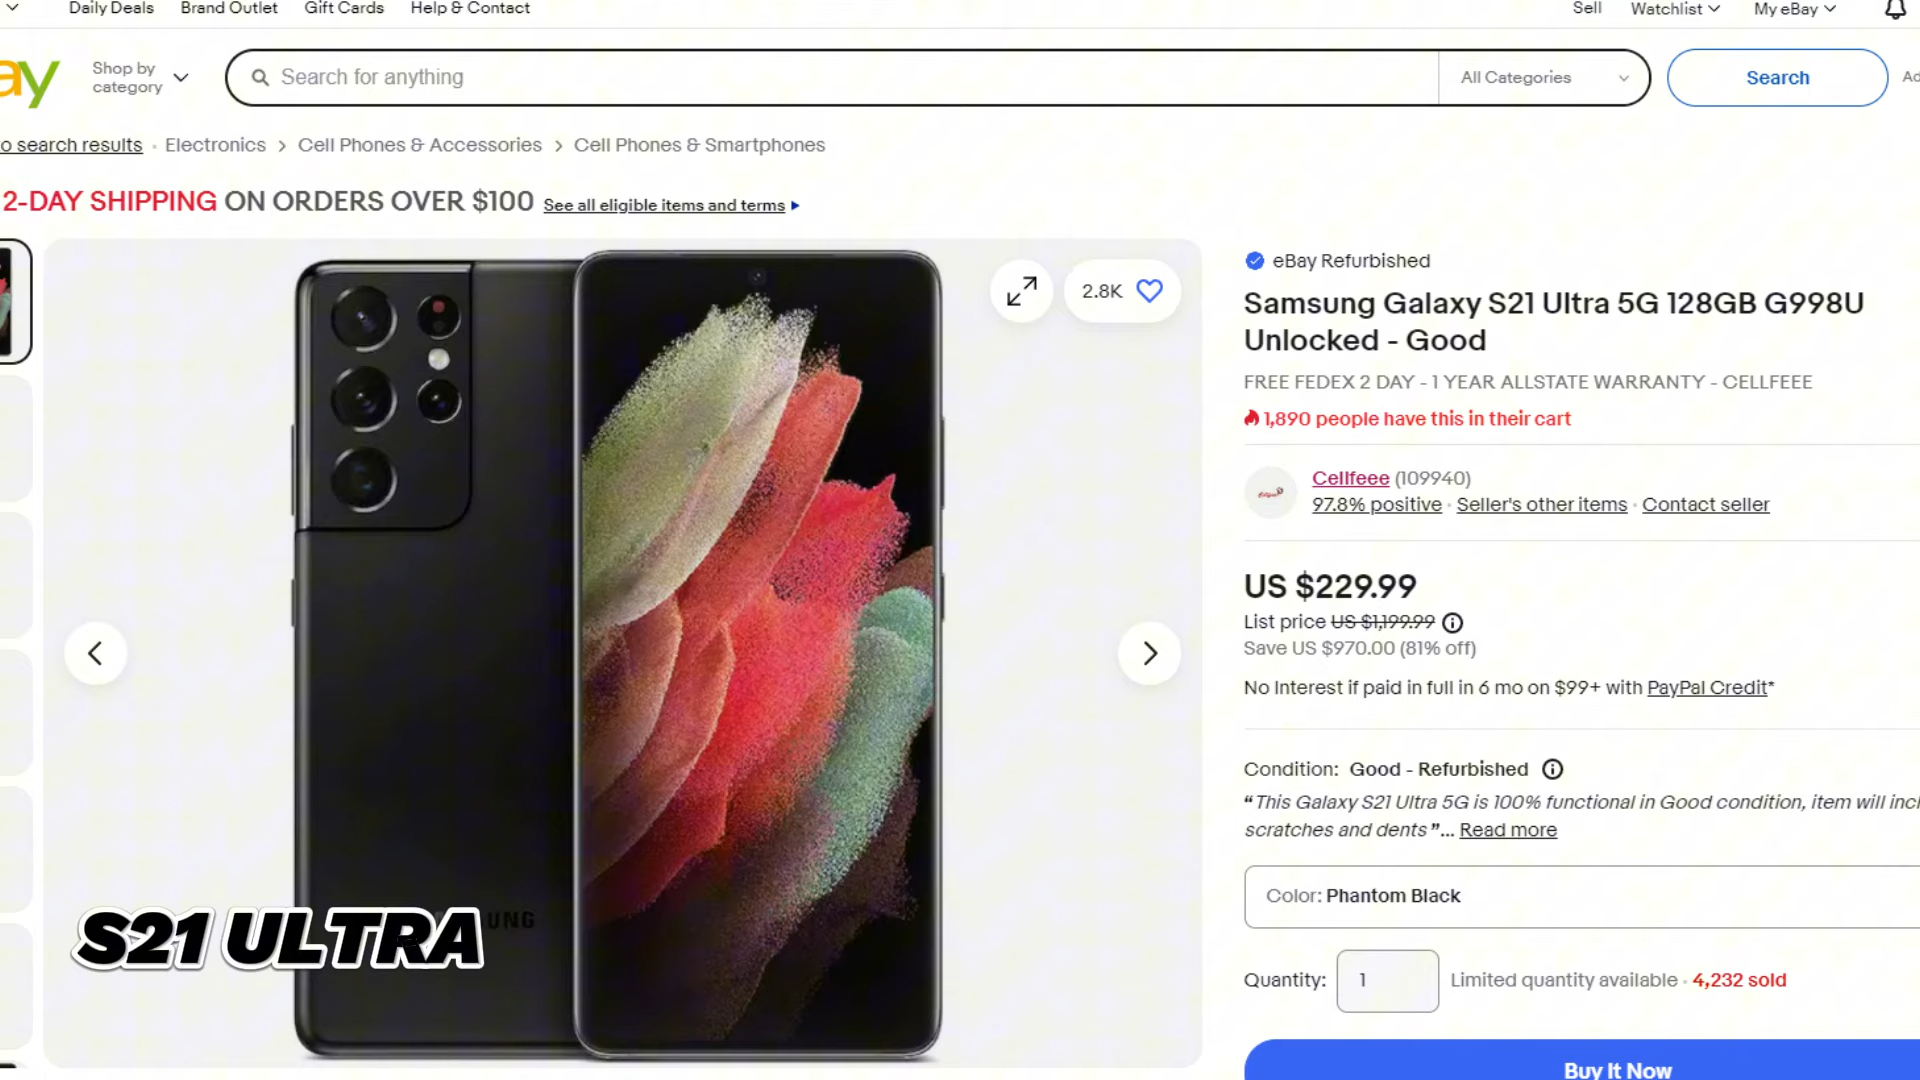 Daily Deals Brand Outlet Gift Cards Help & Contact Sell Watchlist My eBay
ay Shop by category Search for anything All Categories Search
o search results Electronics > Cell Phones & Accessories > Cell Phones & Smartphones
2-DAY SHIPPING ON ORDERS OVER $100 See all eligible items and terms
2.8K
eBay Refurbished
Samsung Galaxy S21 Ultra 5G 128GB G998U
Unlocked - Good
FREE FEDEX 2 DAY - 1 YEAR ALLSTATE WARRANTY - CELLFEEE
1,890 people have this in their cart
Cellfeee (109940)
97.8% positive · Seller's other items · Contact seller
US $229.99
List price US $1,199.99
Save US $970.00 (81% off)
No Interest if paid in full in 6 mo on $99+ with PayPal Credit*
Condition: Good - Refurbished
“This Galaxy S21 Ultra 5G is 100% functional in Good condition, item will incl
scratches and dents”... Read more
Color: Phantom Black
S21 ULTRA
UNG
Quantity: 1 Limited quantity available · 4,232 sold
Buy It Now